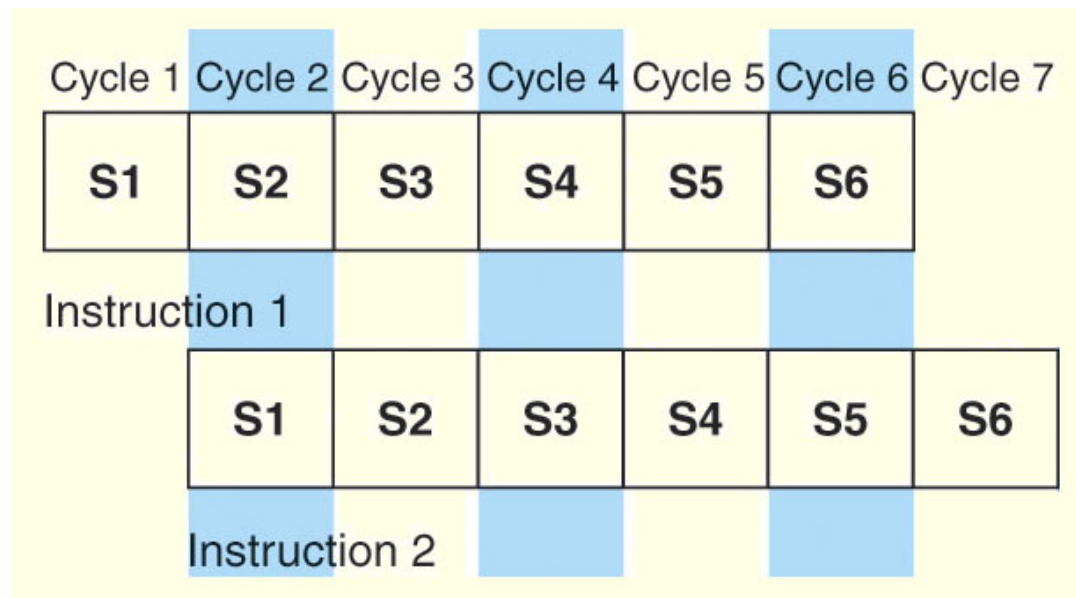 Cycle 1 Cycle 2 Cycle 3 Cycle 4 Cycle 5 Cycle 6 Cycle 7
S1 S2 S3 S4 S5 S6
Instruction 1
S1 S2 S3 S4 S5 S6
Instruction 2